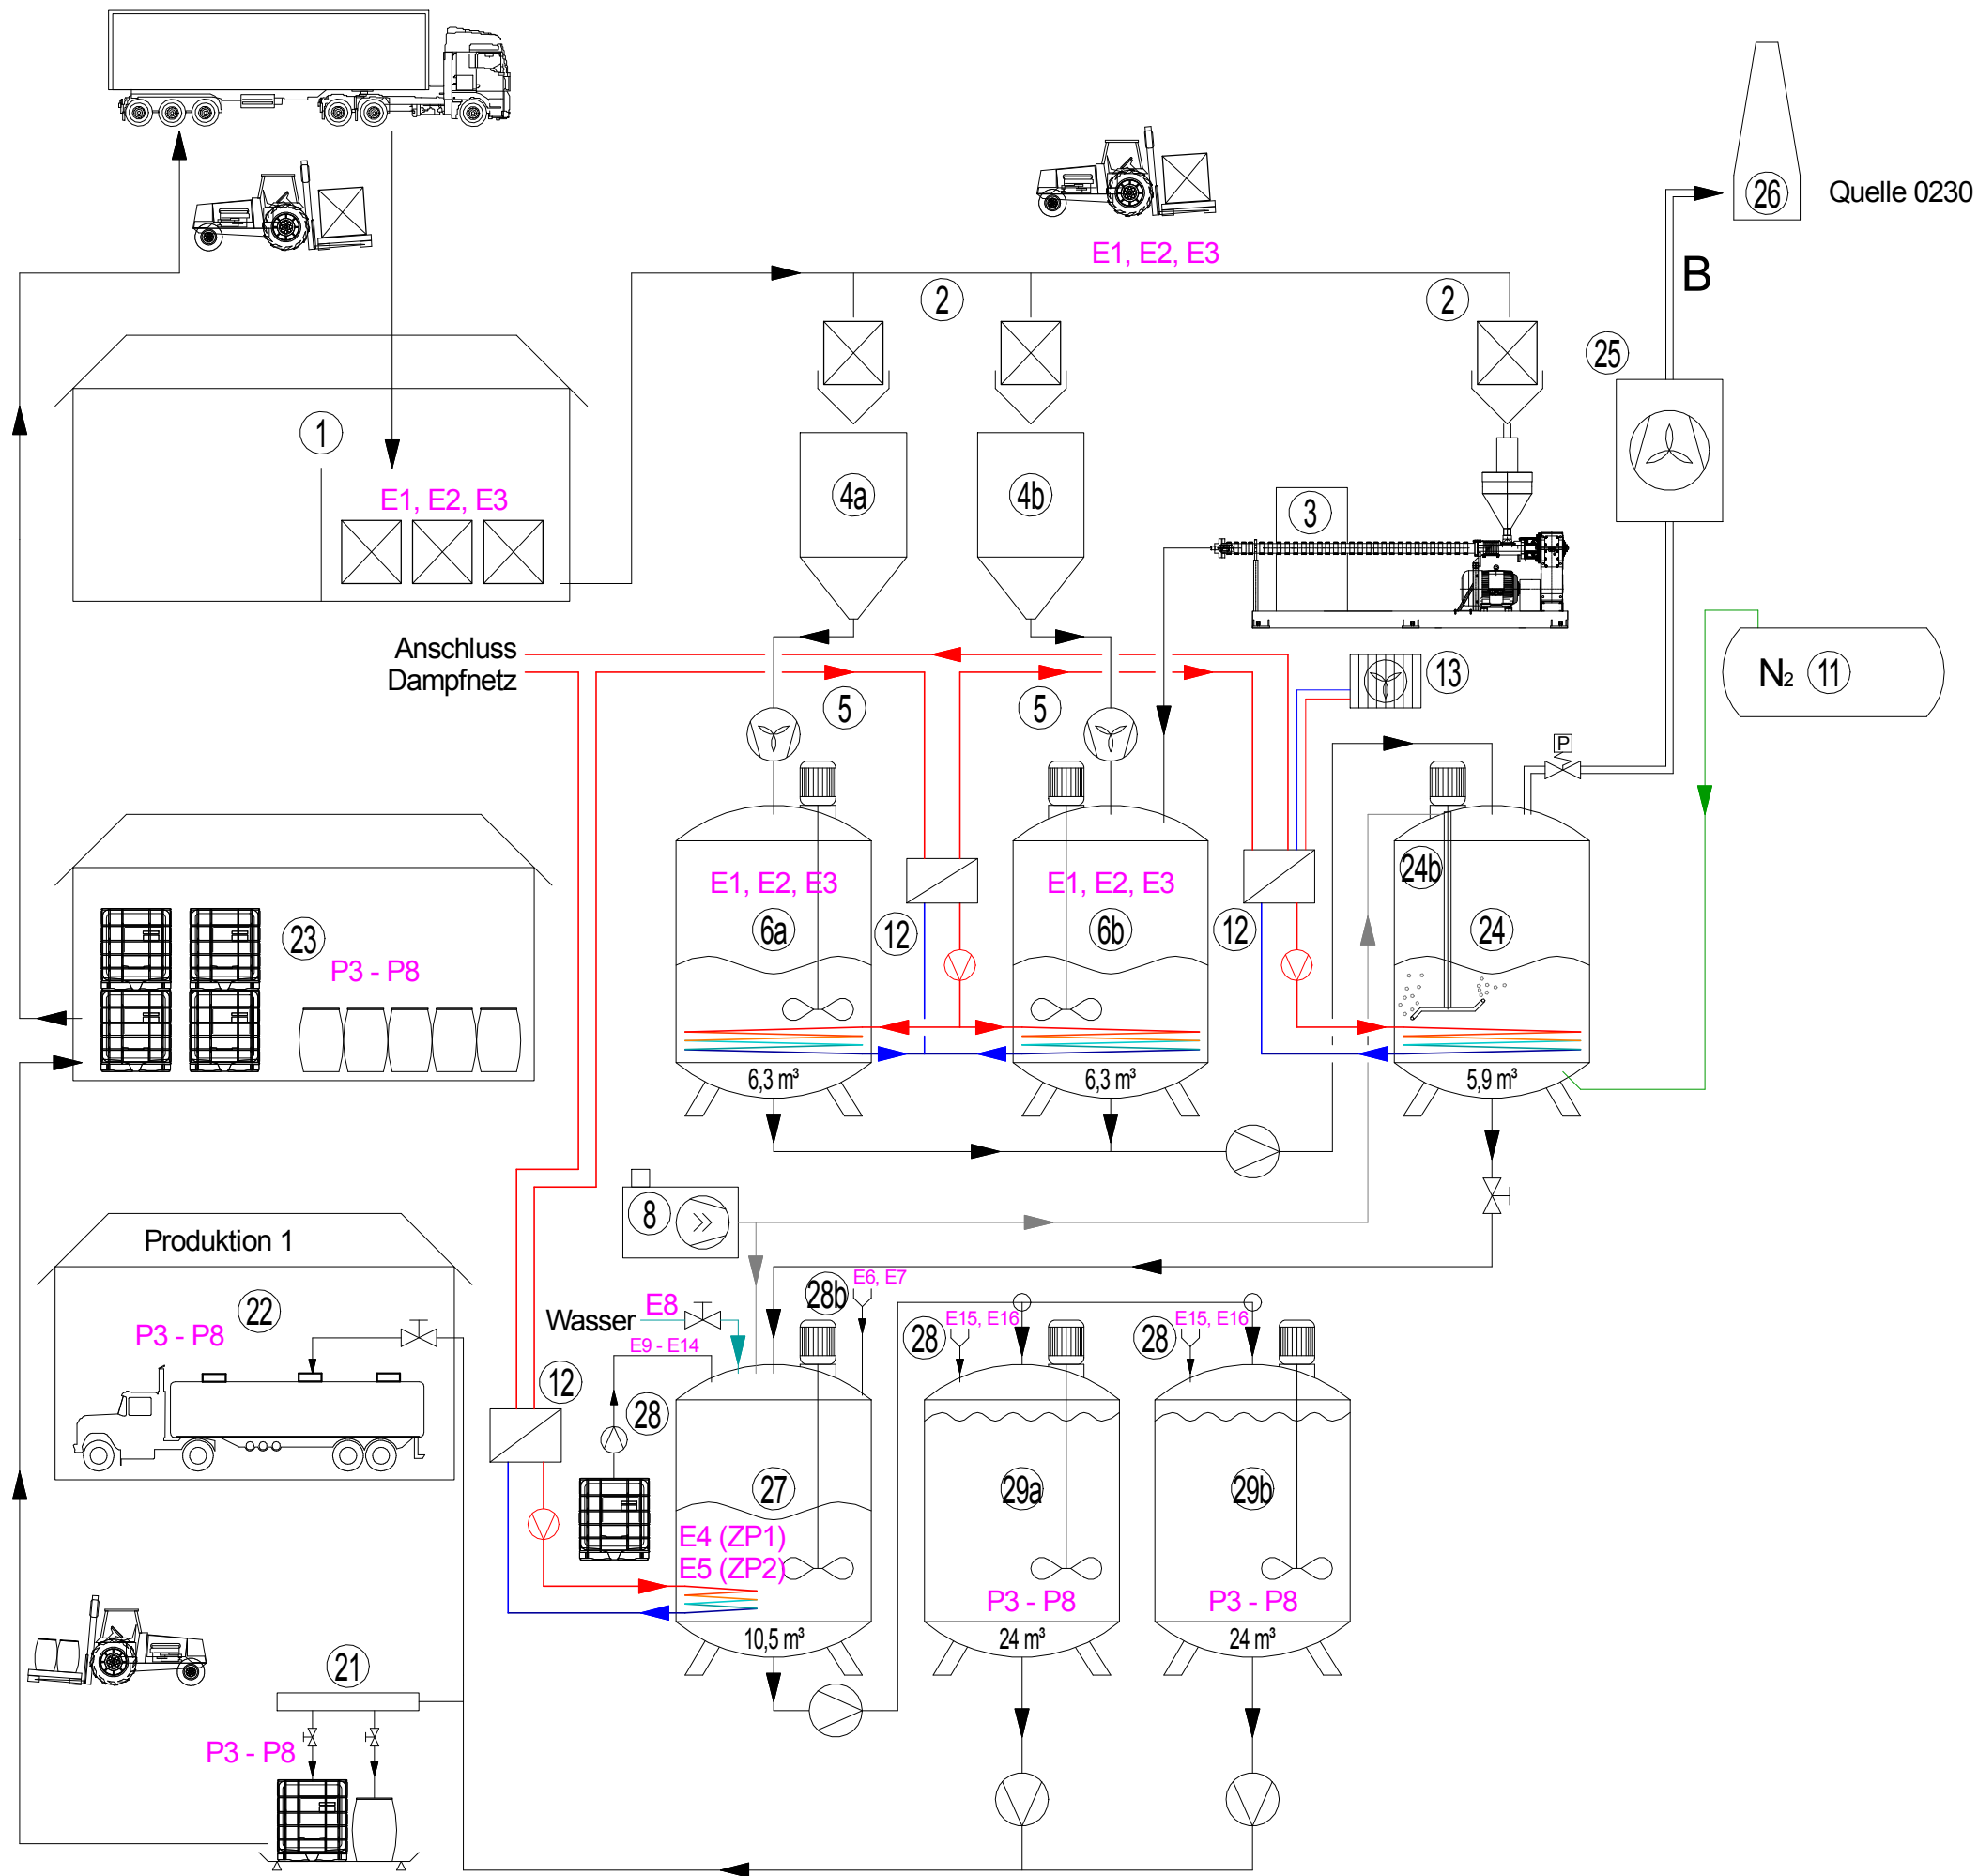 26
Quelle 0230
E1, E2, E3
B
2
2
25
1
4a
4b
E1, E2, E3
3
Anschluss
Dampfnetz
N2
11
13
5
5
P
24b
E1, E2, E3
E1, E2, E3
6a
12
6b
12
24
23
P3 - P8
6,3 m³
6,3 m³
5,9 m³
8
Produktion 1
22
P3 - P8
28b
E6, E7
E8
Wasser
E9 - E14
28
E15, E16
28
E15, E16
12
28
27
29a
29b
E4 (ZP1)
E5 (ZP2)
P3 - P8
P3 - P8
10,5 m³
24 m³
24 m³
21
P3 - P8